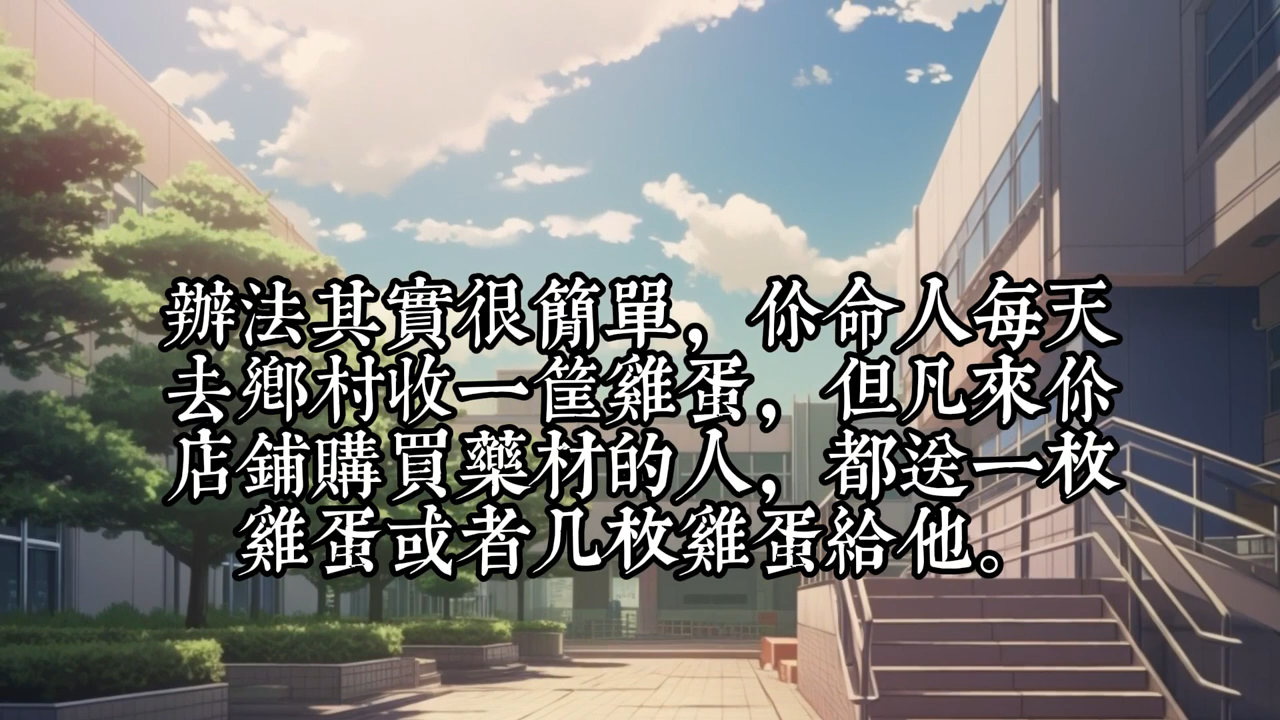 辦法其實很簡單，你命人每天
去鄉村收一筐雞蛋，但凡來你
店鋪購買藥材的人，都送一枚
雞蛋或者几枚雞蛋給他。